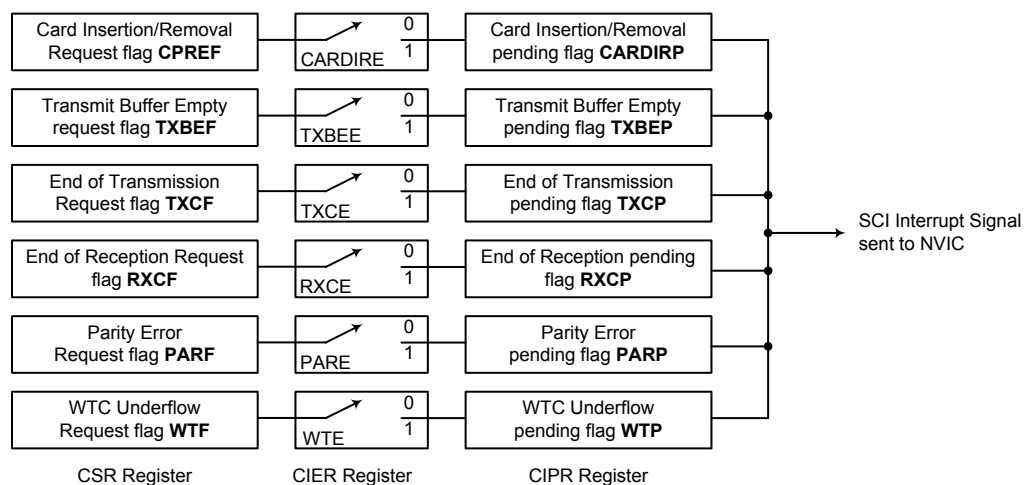 Card Insertion/Removal
Request flag CPREF
CARDIRE
0
1
Card Insertion/Removal
pending flag CARDIRP
Transmit Buffer Empty
request flag TXBEF
TXBEE
0
1
Transmit Buffer Empty
pending flag TXBEP
End of Transmission
Request flag TXCF
TXCE
0
1
End of Transmission
pending flag TXCP
SCI Interrupt Signal
sent to NVIC
End of Reception Request
flag RXCF
RXCE
0
1
End of Reception pending
flag RXCP
Parity Error
Request flag PARF
PARE
0
1
Parity Error
pending flag PARP
WTC Underflow
Request flag WTF
WTE
0
1
WTC Underflow
pending flag WTP
CSR Register
CIER Register
CIPR Register